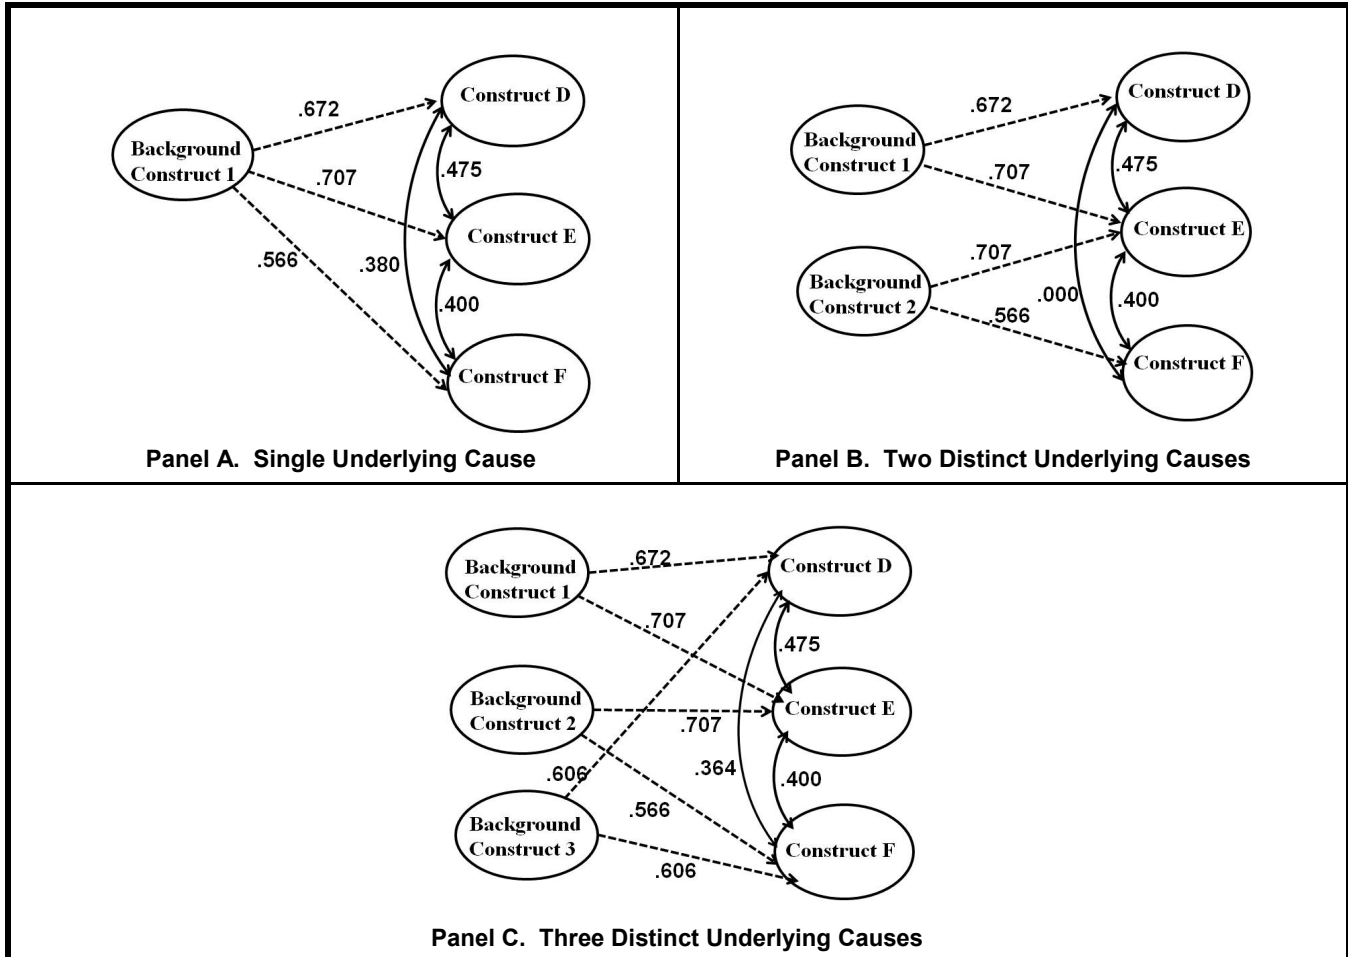 Construct D
.672
Background
Construct 1
.707
.475
Construct E
.566
.380
.400
Construct F
Panel A. Single Underlying Cause
Construct D
.672
Background
Construct 1
.475
.707
Construct E
.707
Background
Construct 2
.000
.400
.566
Construct F
Panel B. Two Distinct Underlying Causes
.672
Construct D
Background
Construct 1
.707
.475
Background
Construct 2
Construct E
.707
.606
.364
.400
.566
Background
Construct 3
Construct F
.606
Panel C. Three Distinct Underlying Causes